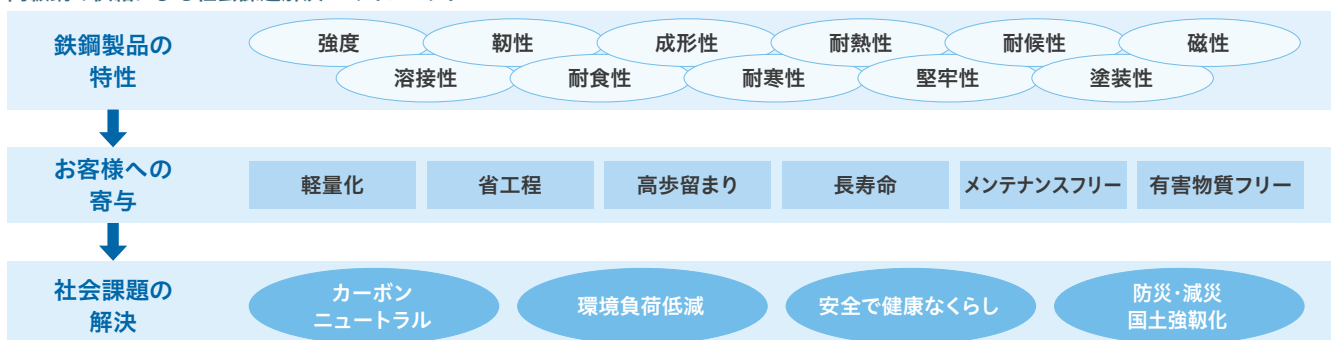 鉄鋼製品の
特性
強度
靭性
成形性
耐熱性
耐候性
磁性
溶接性
耐食性
耐寒性
堅牢性
塗装性
お客様への
寄与
軽量化
省工程
高歩留まり
長寿命
メンテナンスフリー
有害物質フリー
社会課題の
解決
カーボン
ニュートラル
環境負荷低減
安全で健康なくらし
防災・減災
国土強靱化